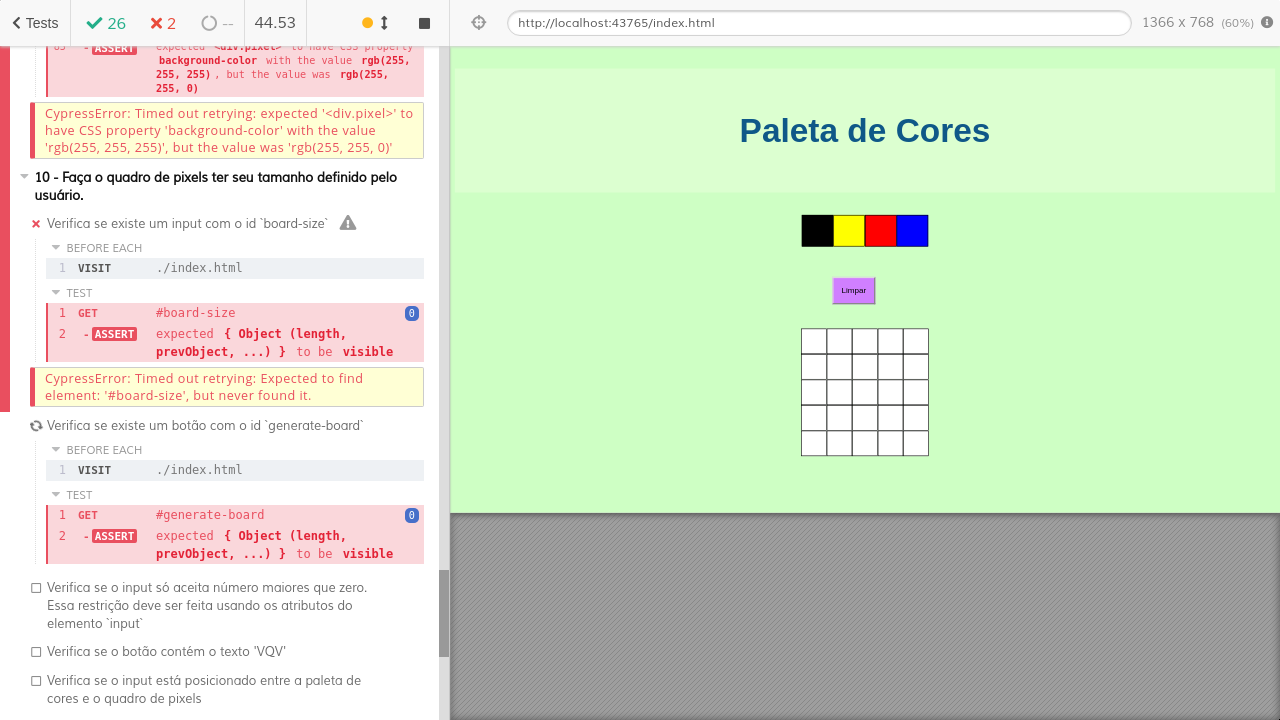 Tests 26 2 -- 44.53 http://localhost:43765/index.html 1366 x 768 (60%)
- ASSERT expected <div.pixel> to have CSS property
background-color with the value rgb(255,
255, 255) , but the value was rgb(255,
255, 0)
CypressError: Timed out retrying: expected '<div.pixel>' to
have CSS property 'background-color' with the value
'rgb(255, 255, 255)', but the value was 'rgb(255, 255, 0)'
10 - Faça o quadro de pixels ter seu tamanho definido pelo
usuário.
Verifica se existe um input com o id `board-size`
BEFORE EACH
1 VISIT ./index.html
TEST
1 GET #board-size 0
2 - ASSERT expected { Object (length,
prevObject, ...) } to be visible
CypressError: Timed out retrying: Expected to find
element: '#board-size', but never found it.
Verifica se existe um botão com o id `generate-board`
BEFORE EACH
1 VISIT ./index.html
TEST
1 GET #generate-board 0
2 - ASSERT expected { Object (length,
prevObject, ...) } to be visible
Verifica se o input só aceita número maiores que zero.
Essa restrição deve ser feita usando os atributos do
elemento `input`
Verifica se o botão contém o texto 'VQV'
Verifica se o input está posicionado entre a paleta de
cores e o quadro de pixels
Paleta de Cores
Limpar